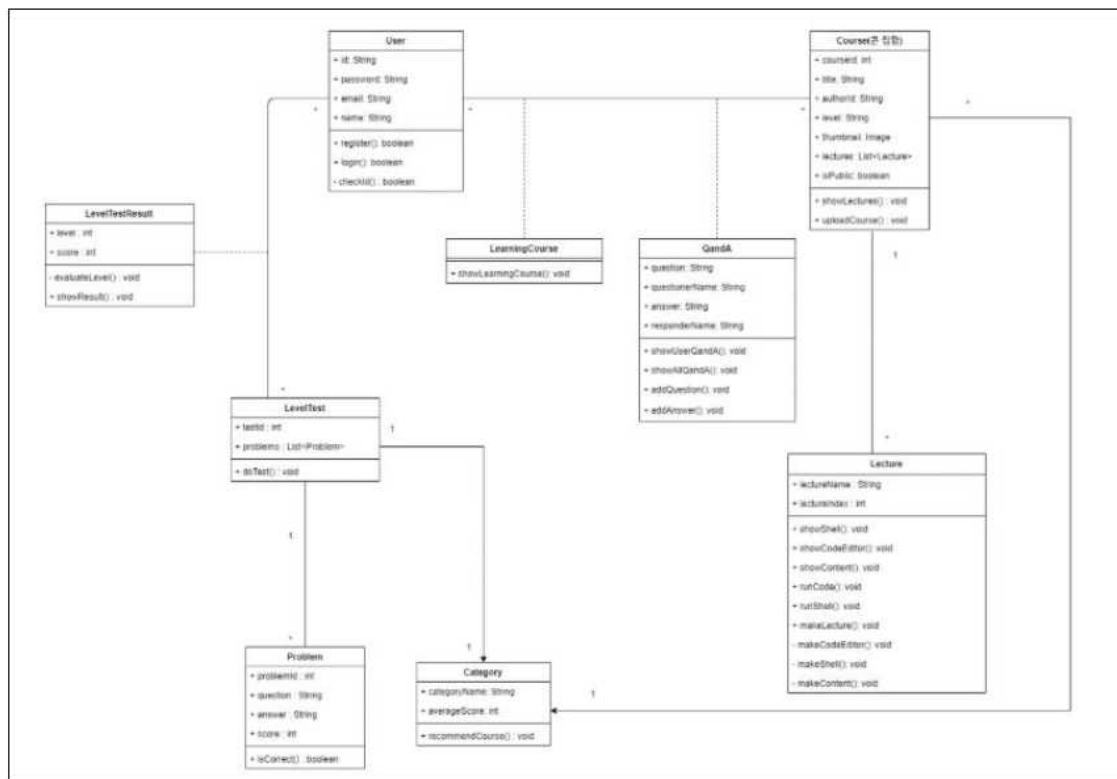 User
+ id: String
+ password: String
+ email: String
+ name: String
+ register(): boolean
+ login(): boolean
- checkId() : boolean
*
*
*
*
*
Course(큰 집합)
+ courseId: int
+ title: String
+ authorId: String
+ level: String
+ thumbnail: Image
+ lectures: List<Lecture>
+ isPublic: boolean
+ showLectures() : void
+ uploadCourse() : void
1
LevelTestResult
+ level : int
+ score : int
- evaluateLevel() : void
+ showResult() : void
LearningCourse
+ showLearningCourse(): void
QandA
+ question: String
+ questionerName: String
+ answer: String
+ responderName: String
+ showUserQandA(): void
+ showAllQandA(): void
+ addQuestion(): void
+ addAnswer(): void
*
LevelTest
+ testId : int
+ problems : List<Problem>
+ doTest() : void
1
1
*
Lecture
+ lectureName : String
+ lectureIndex : int
+ showShell(): void
+ showCodeEditor(): void
+ showContent(): void
+ runCode(): void
+ runShell(): void
+ makeLecture(): void
- makeCodeEditor(): void
- makeShell(): void
- makeContent(): void
*
Problem
+ problemId : int
+ question : String
+ answer : String
+ score : int
+ isCorrect() : boolean
1
Category
+ categoryName: String
+ averageScore: int
+ recommendCourse() : void
1